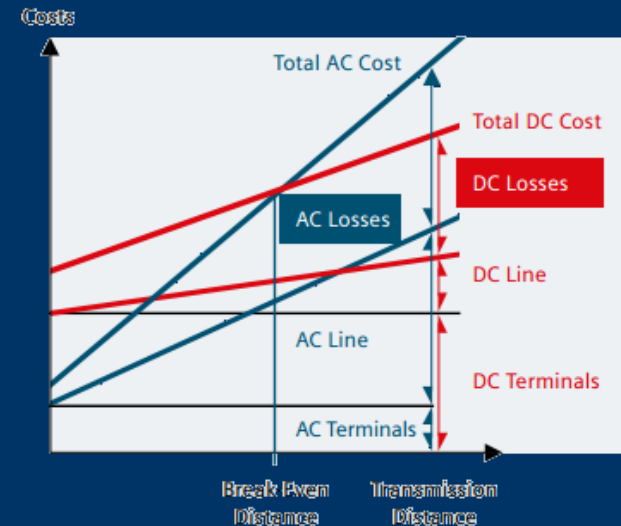 Costs
Total AC Cost
Total DC Cost
DC Losses
AC Losses
DC Line
AC Line
DC Terminals
AC Terminals
Break Even
Distance
Transmission
Distance